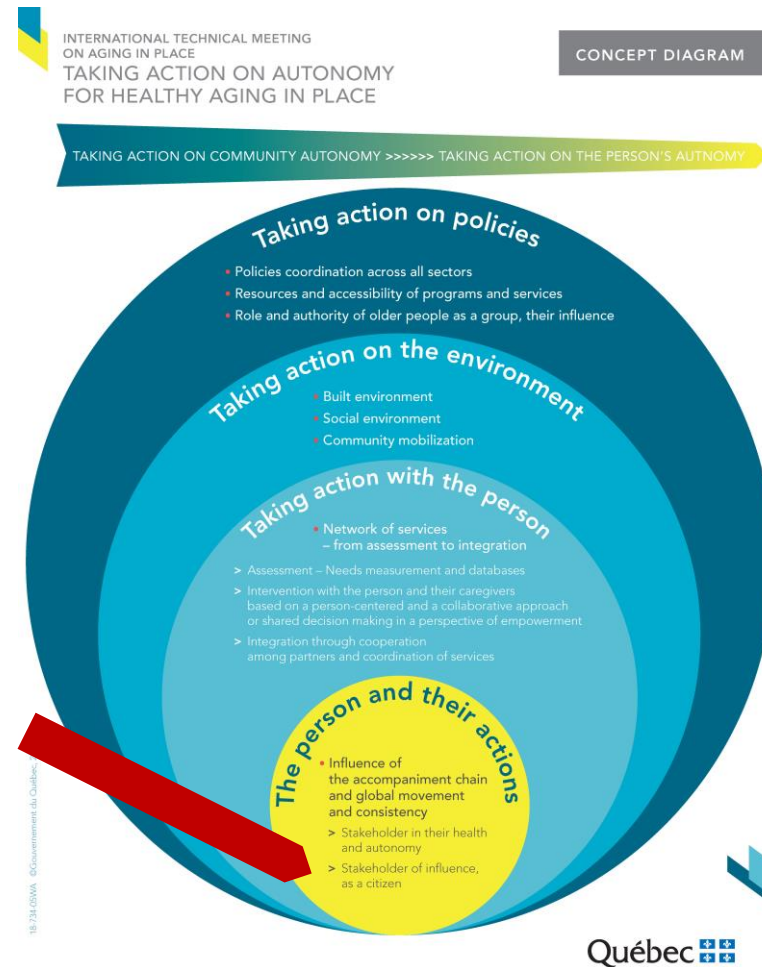 INTERNATIONAL TECHNICAL MEETING
ON AGING IN PLACE
TAKING ACTION ON AUTONOMY
FOR HEALTHY AGING IN PLACE
CONCEPT DIAGRAM
TAKING ACTION ON COMMUNITY AUTONOMY >>>>>> TAKING ACTION ON THE PERSON'S AUTNOMY
Taking action on policies
• Policies coordination across all sectors
• Resources and accessibility of programs and services
• Role and authority of older people as a group, their influence
Taking action on the environment
• Built environment
• Social environment
• Community mobilization
Taking action with the person
• Network of services
– from assessment to integration
> Assessment – Needs measurement and databases
> Intervention with the person and their caregivers
based on a person-centered and a collaborative approach
or shared decision making in a perspective of empowerment
> Integration through cooperation
among partners and coordination of services
The person and their actions
• Influence of
the accompaniment chain
and global movement
and consistency
> Stakeholder in their health
and autonomy
> Stakeholder of influence,
as a citizen
18-734-05WA ©Gouvernement du Québec,
Québec